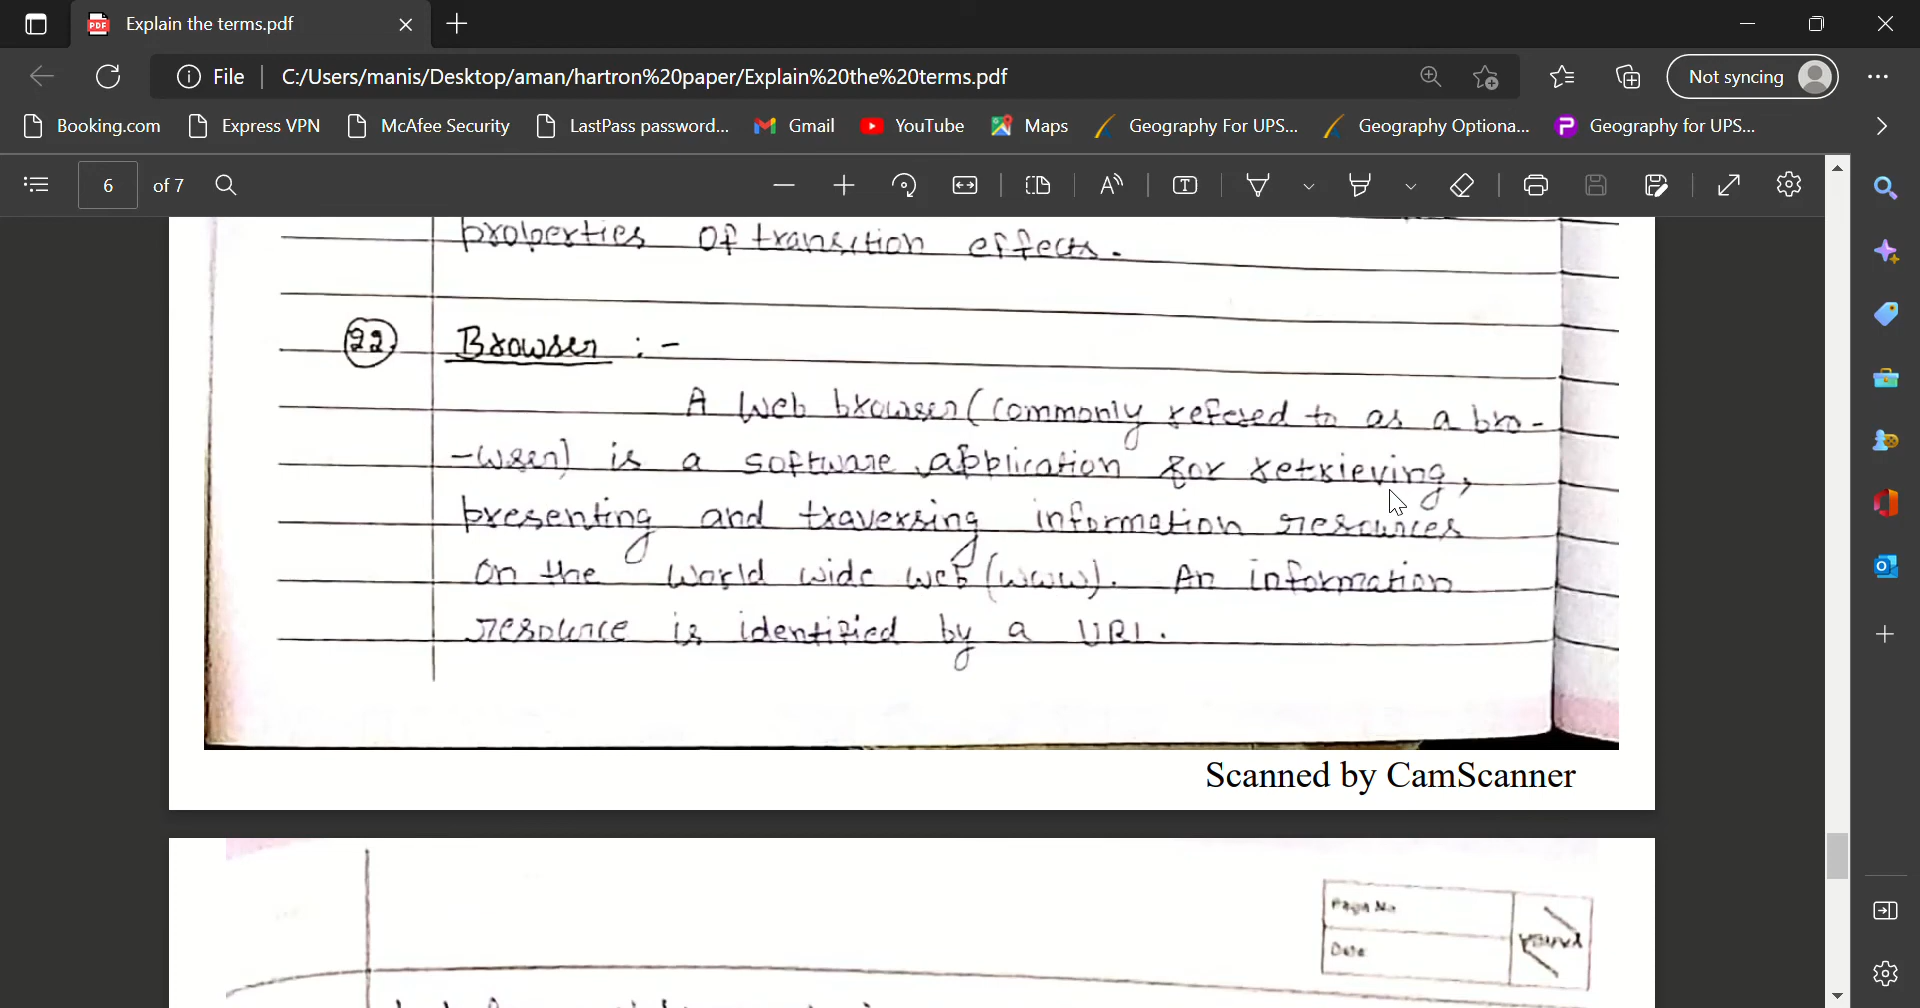 Explain the terms.pdf
File
C:/Users/manis/Desktop/aman/hartron%20paper/Explain%20the%20terms.pdf
Not syncing
Booking.com
Express VPN
McAfee Security
LastPass password...
Gmail
YouTube
Maps
Geography For UPS...
Geography Optiona...
Geography for UPS...
6 of 7
properties of transition effects.
22 Browser :-
A Web browser (commonly refered to as a bro-
-wser) is a software application for retrieving,
presenting and traversing information resources
on the World wide web (www). An information
resource is identified by a URI.
Scanned by CamScanner
Page No
Date